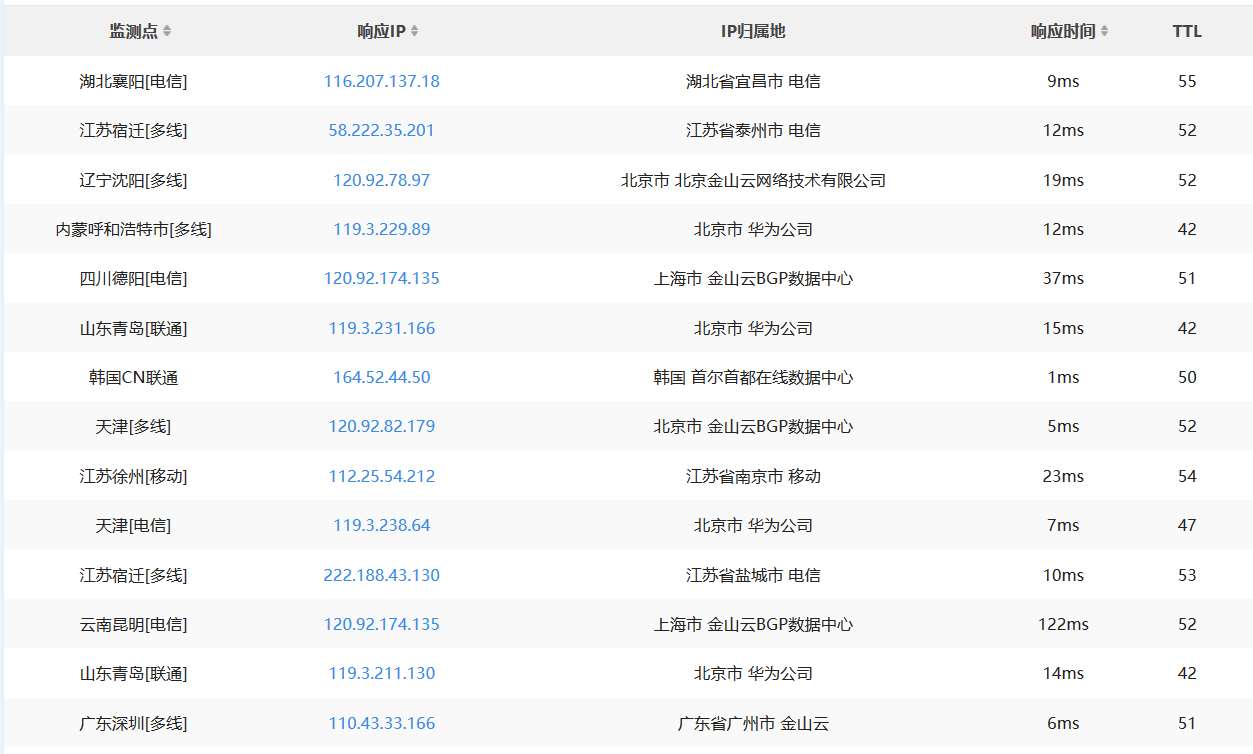 监测点 响应IP IP归属地 响应时间 TTL
湖北襄阳[电信] 116.207.137.18 湖北省宜昌市 电信 9ms 55
江苏宿迁[多线] 58.222.35.201 江苏省泰州市 电信 12ms 52
辽宁沈阳[多线] 120.92.78.97 北京市 北京金山云网络技术有限公司 19ms 52
内蒙呼和浩特市[多线] 119.3.229.89 北京市 华为公司 12ms 42
四川德阳[电信] 120.92.174.135 上海市 金山云BGP数据中心 37ms 51
山东青岛[联通] 119.3.231.166 北京市 华为公司 15ms 42
韩国CN联通 164.52.44.50 韩国 首尔首都在线数据中心 1ms 50
天津[多线] 120.92.82.179 北京市 金山云BGP数据中心 5ms 52
江苏徐州[移动] 112.25.54.212 江苏省南京市 移动 23ms 54
天津[电信] 119.3.238.64 北京市 华为公司 7ms 47
江苏宿迁[多线] 222.188.43.130 江苏省盐城市 电信 10ms 53
云南昆明[电信] 120.92.174.135 上海市 金山云BGP数据中心 122ms 52
山东青岛[联通] 119.3.211.130 北京市 华为公司 14ms 42
广东深圳[多线] 110.43.33.166 广东省广州市 金山云 6ms 51